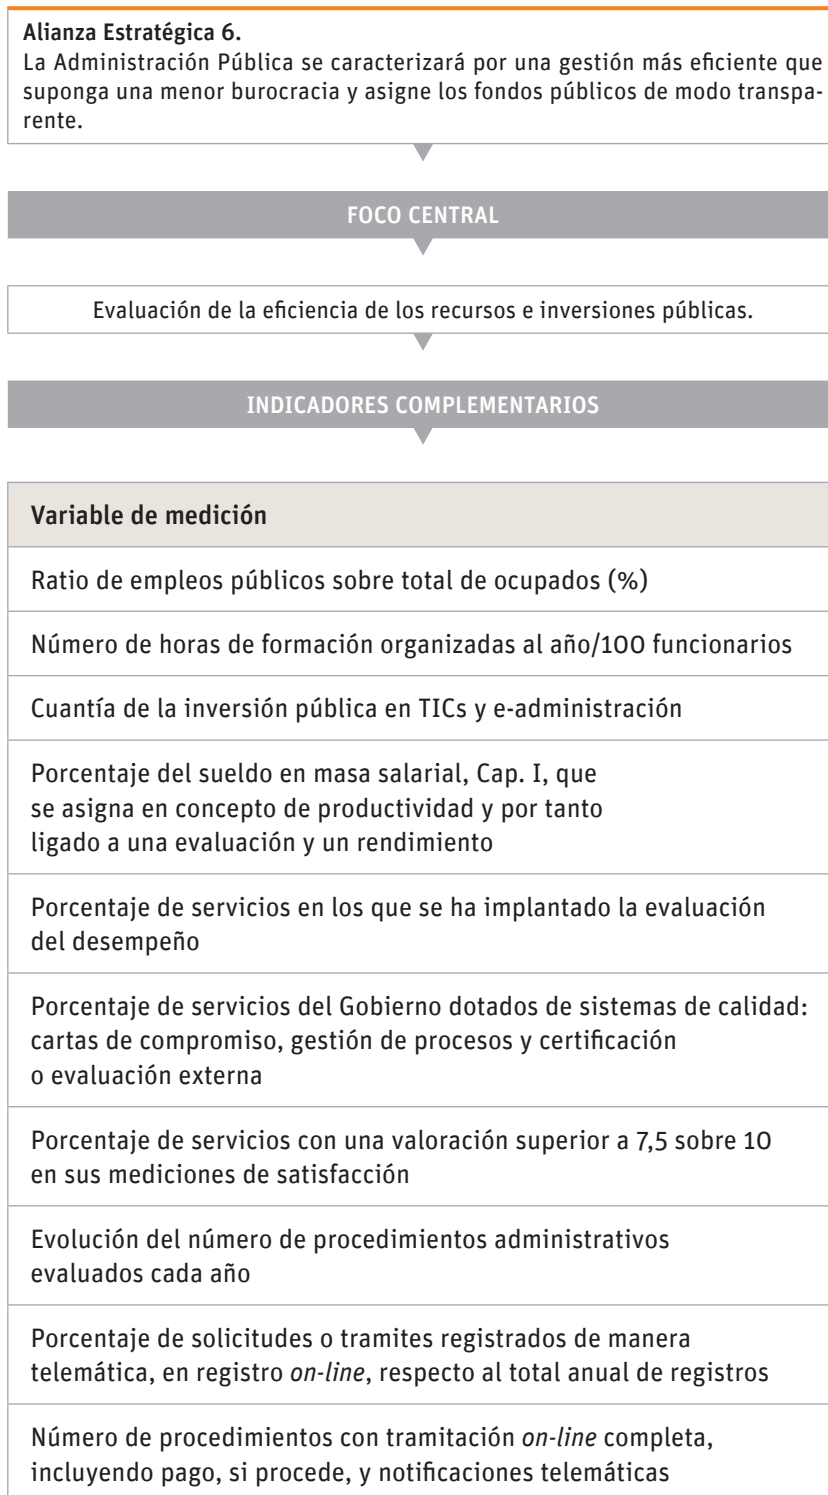 Alianza Estratégica 6.
La Administración Pública se caracterizará por una gestión más eficiente que
suponga una menor burocracia y asigne los fondos públicos de modo transpa-
rente.
FOCO CENTRAL
Evaluación de la eficiencia de los recursos e inversiones públicas.
INDICADORES COMPLEMENTARIOS
Variable de medición
Ratio de empleos públicos sobre total de ocupados (%)
Número de horas de formación organizadas al año/100 funcionarios
Cuantía de la inversión pública en TICs y e-administración
Porcentaje del sueldo en masa salarial, Cap. I, que
se asigna en concepto de productividad y por tanto
ligado a una evaluación y un rendimiento
Porcentaje de servicios en los que se ha implantado la evaluación
del desempeño
Porcentaje de servicios del Gobierno dotados de sistemas de calidad:
cartas de compromiso, gestión de procesos y certificación
o evaluación externa
Porcentaje de servicios con una valoración superior a 7,5 sobre 10
en sus mediciones de satisfacción
Evolución del número de procedimientos administrativos
evaluados cada año
Porcentaje de solicitudes o tramites registrados de manera
telemática, en registro on-line, respecto al total anual de registros
Número de procedimientos con tramitación on-line completa,
incluyendo pago, si procede, y notificaciones telemáticas